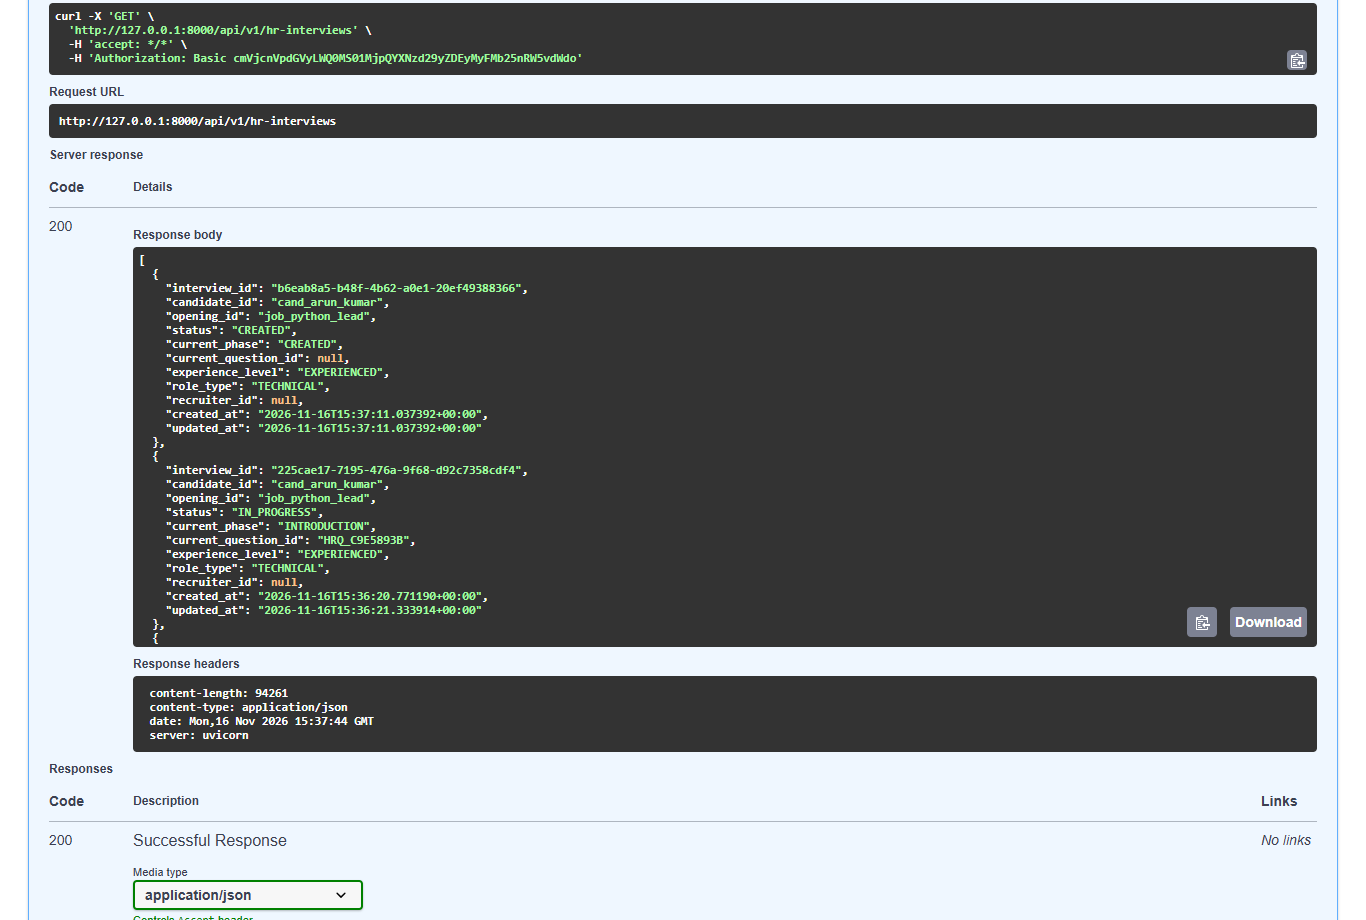 curl -X 'GET' \
'http://127.0.0.1:8000/api/v1/hr-interviews' \
-H 'accept: */*' \
-H 'Authorization: Basic cmVjcnVpdGVyLWQ0MS01MjpQYXNzd29yZDEyMyFMb25nRW5vdWdo'
Request URL
http://127.0.0.1:8000/api/v1/hr-interviews
Server response
Code Details
200
Response body
[
{
"interview_id": "b6eab8a5-b48f-4b62-a0e1-20ef49388366",
"candidate_id": "cand_arun_kumar",
"opening_id": "job_python_lead",
"status": "CREATED",
"current_phase": "CREATED",
"current_question_id": null,
"experience_level": "EXPERIENCED",
"role_type": "TECHNICAL",
"recruiter_id": null,
"created_at": "2026-11-16T15:37:11.037392+00:00",
"updated_at": "2026-11-16T15:37:11.037392+00:00"
},
{
"interview_id": "225cae17-7195-476a-9f68-d92c7358cdf4",
"candidate_id": "cand_arun_kumar",
"opening_id": "job_python_lead",
"status": "IN_PROGRESS",
"current_phase": "INTRODUCTION",
"current_question_id": "HRQ_C9E5893B",
"experience_level": "EXPERIENCED",
"role_type": "TECHNICAL",
"recruiter_id": null,
"created_at": "2026-11-16T15:36:20.771190+00:00",
"updated_at": "2026-11-16T15:36:21.333914+00:00"
},
{
Download
Response headers
content-length: 94261
content-type: application/json
date: Mon,16 Nov 2026 15:37:44 GMT
server: uvicorn
Responses
Code Description Links
200 Successful Response No links
Media type
application/json
Controls Accept header